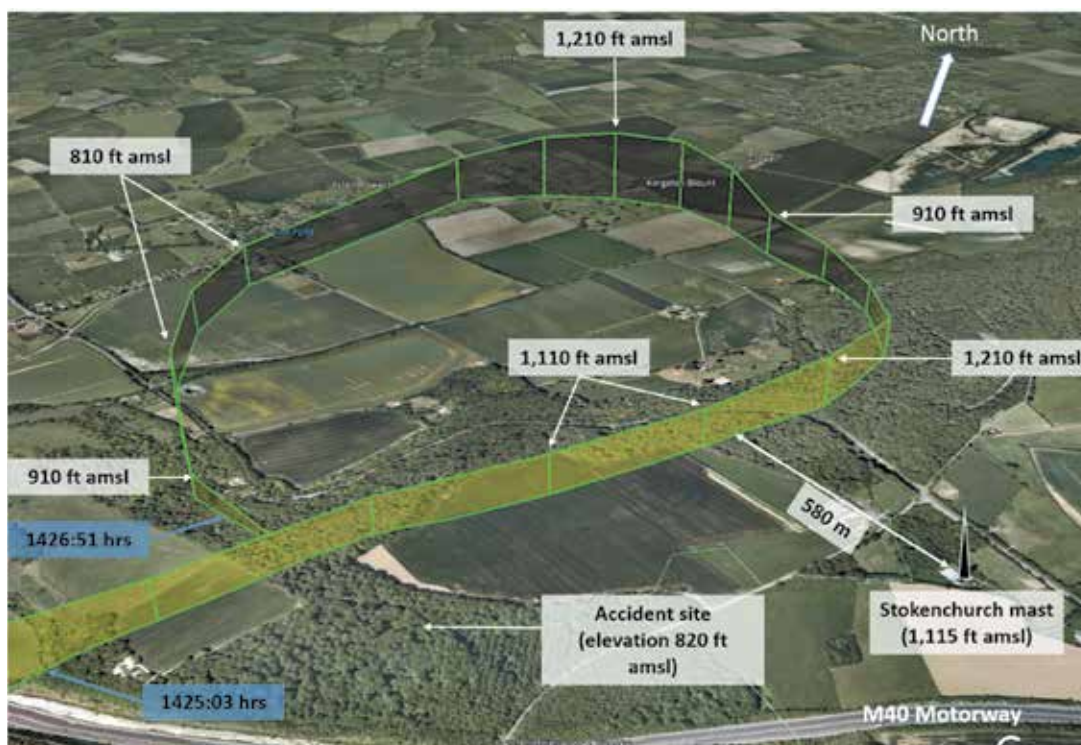 1,210 ft amsl
North
810 ft amsl
Kingston Blount
910 ft amsl
1,110 ft amsl
1,210 ft amsl
910 ft amsl
580 m
1426:51 hrs
Accident site
(elevation 820 ft
amsl)
Stokenchurch mast
(1,115 ft amsl)
1425:03 hrs
M40 Motorway